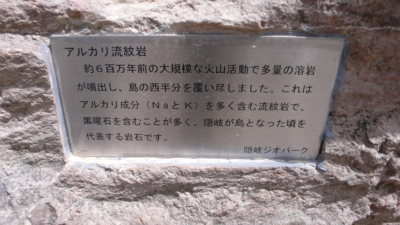 アルカリ流紋岩
約６百万年前の大規模な火山活動で多量の溶岩
が噴出し、島の西半分を覆い尽しました。これは
アルカリ成分（ＮａとＫ）を多く含む流紋岩で、
黒曜石を含むことが多く、隠岐が島となった頃を
代表する岩石です。
隠岐ジオパーク